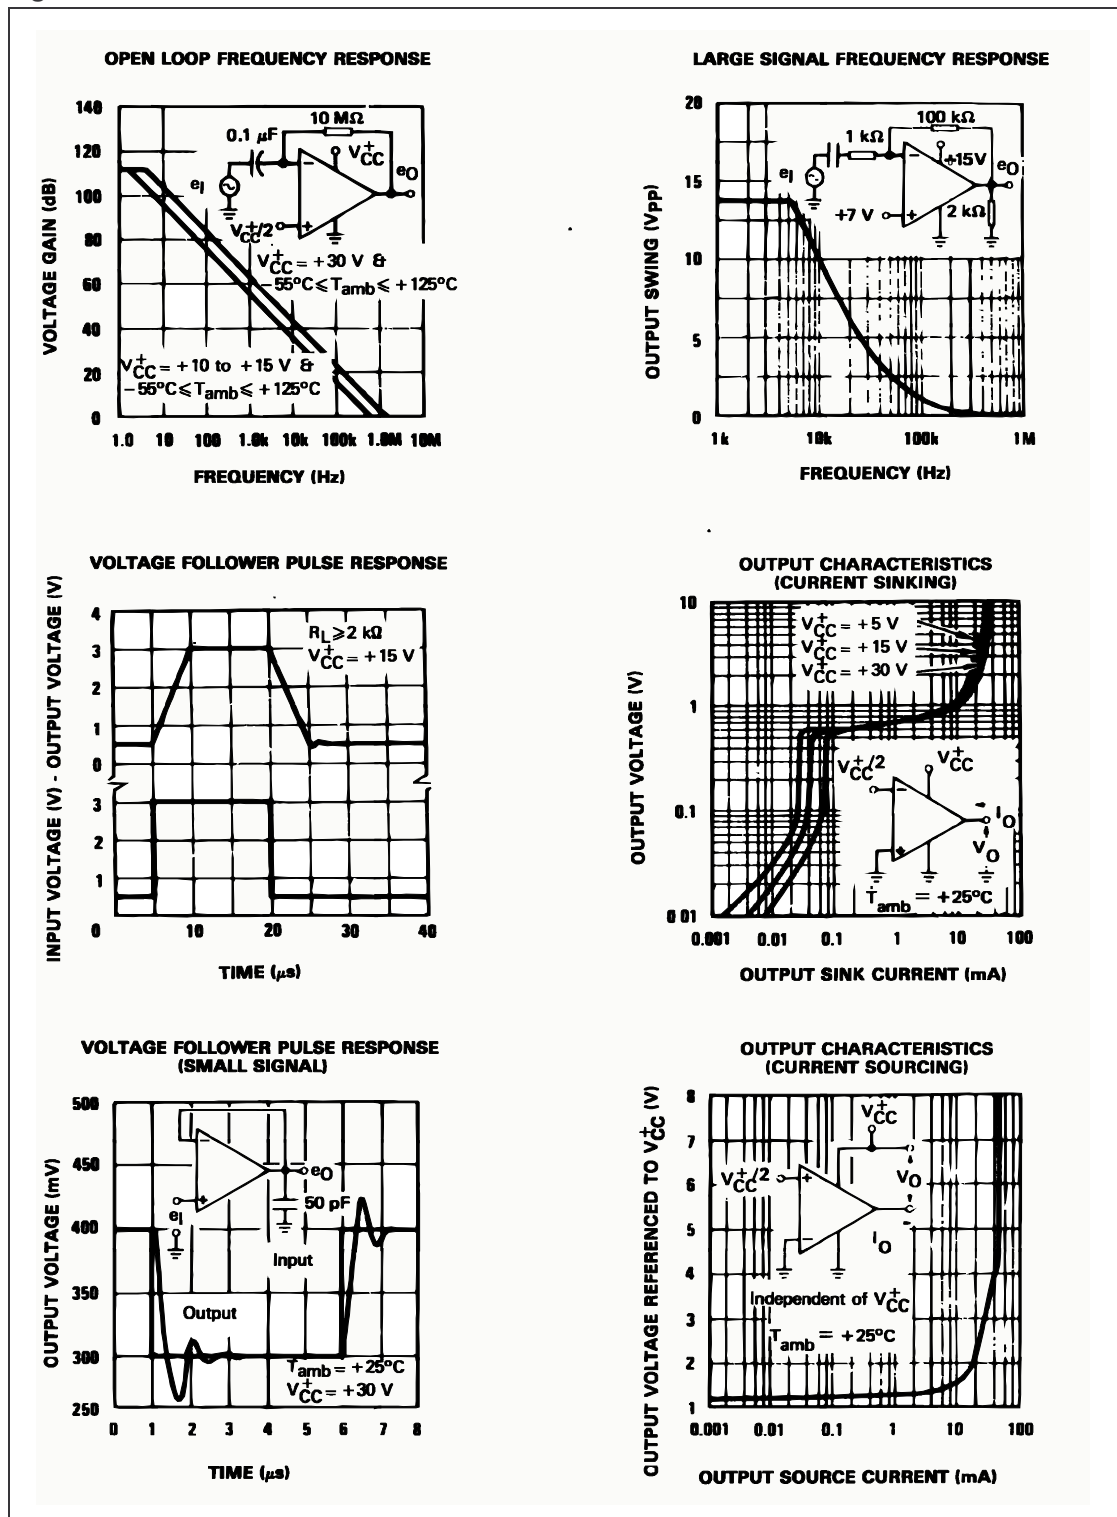 OPEN LOOP FREQUENCY RESPONSE
VOLTAGE GAIN (dB)
140
120
100
80
60
40
20
0
10 MΩ
0.1 µF
V+CC
eI
eO
V+CC/2
V+CC = +30 V &
-55°C ≤ Tamb ≤ +125°C
V+CC = +10 to +15 V &
-55°C ≤ Tamb ≤ +125°C
1.0 10 100 1.0k 10k 100k 1.0M 10M
FREQUENCY (Hz)
LARGE SIGNAL FREQUENCY RESPONSE
OUTPUT SWING (VPP)
20
15
10
5
0
100 kΩ
1 kΩ
+15V
eI
eO
+7 V
2 kΩ
1k 10k 100k 1M
FREQUENCY (Hz)
VOLTAGE FOLLOWER PULSE RESPONSE
INPUT VOLTAGE (V) - OUTPUT VOLTAGE (V)
4
3
2
1
0
3
2
1
RL ≥ 2 kΩ
V+CC = +15 V
0 10 20 30 40
TIME (µs)
OUTPUT CHARACTERISTICS
(CURRENT SINKING)
OUTPUT VOLTAGE (V)
10
1
0.1
0 01
V+CC = +5 V
V+CC = +15 V
V+CC = +30 V
V+CC/2
V+CC
IO
VO
Tamb = +25°C
0.001 0.01 0.1 1 10 100
OUTPUT SINK CURRENT (mA)
VOLTAGE FOLLOWER PULSE RESPONSE
(SMALL SIGNAL)
OUTPUT VOLTAGE (mV)
500
450
400
350
300
250
eO
50 pF
eI
Input
Output
Tamb = +25°C
V+CC = +30 V
0 1 2 3 4 5 6 7 8
TIME (µs)
OUTPUT CHARACTERISTICS
(CURRENT SOURCING)
OUTPUT VOLTAGE REFERENCED TO V+CC (V)
8
7
6
5
4
3
2
1
V+CC
V+CC/2
VO
IO
Independent of V+CC
Tamb = +25°C
0.001 0.01 0.1 1 10 100
OUTPUT SOURCE CURRENT (mA)